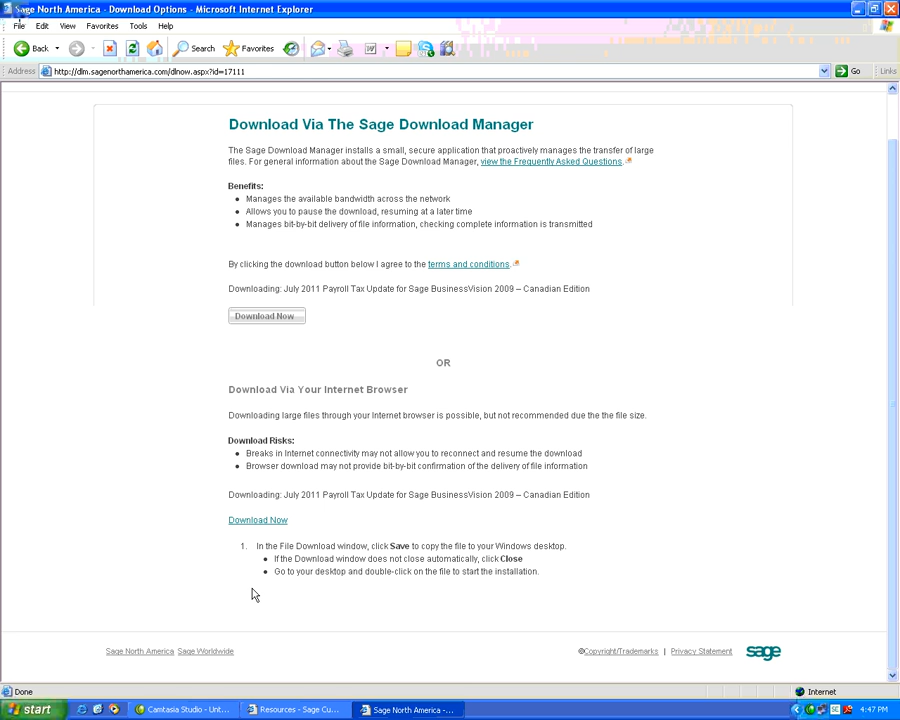 Sage North America - Download Options - Microsoft Internet Explorer
File Edit View Favorites Tools Help
Back Search Favorites
Address http://dlm.sagenorthamerica.com/dlnow.aspx?id=17111 Go Links
Download Via The Sage Download Manager
The Sage Download Manager installs a small, secure application that proactively manages the transfer of large
files. For general information about the Sage Download Manager, view the Frequently Asked Questions.
Benefits:
Manages the available bandwidth across the network
Allows you to pause the download, resuming at a later time
Manages bit-by-bit delivery of file information, checking complete information is transmitted
By clicking the download button below I agree to the terms and conditions.
Downloading: July 2011 Payroll Tax Update for Sage BusinessVision 2009 – Canadian Edition
Download Now
OR
Download Via Your Internet Browser
Downloading large files through your Internet browser is possible, but not recommended due the the file size.
Download Risks:
Breaks in Internet connectivity may not allow you to reconnect and resume the download
Browser download may not provide bit-by-bit confirmation of the delivery of file information
Downloading: July 2011 Payroll Tax Update for Sage BusinessVision 2009 – Canadian Edition
Download Now
1. In the File Download window, click Save to copy the file to your Windows desktop.
If the Download window does not close automatically, click Close
Go to your desktop and double-click on the file to start the installation.
Sage North America Sage Worldwide ©Copyright/Trademarks | Privacy Statement sage
Done Internet
start Camtasia Studio - Unt... Resources - Sage Cu... Sage North America -... 4:47 PM